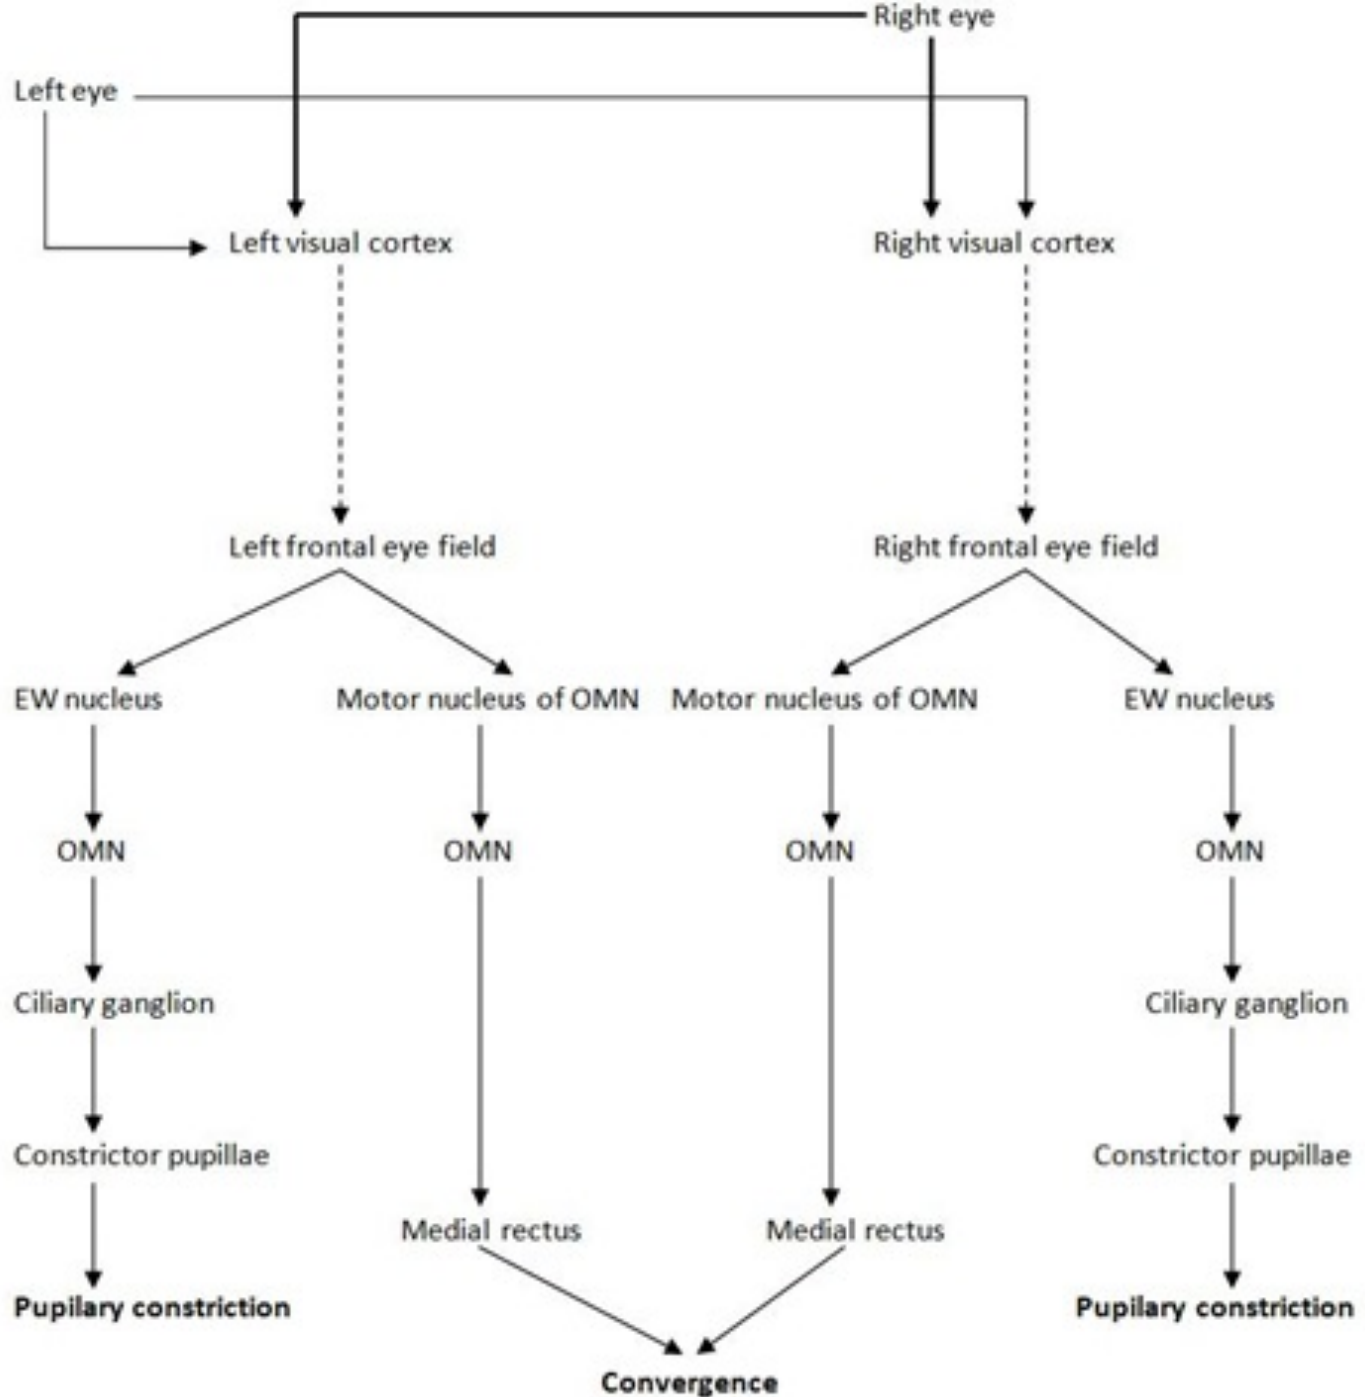 Right eye
Left eye
Left visual cortex
Right visual cortex
Left frontal eye field
Right frontal eye field
EW nucleus
Motor nucleus of OMN
Motor nucleus of OMN
EW nucleus
OMN
OMN
OMN
OMN
Ciliary ganglion
Ciliary ganglion
Constrictor pupillae
Constrictor pupillae
Medial rectus
Medial rectus
Pupilary constriction
Pupilary constriction
Convergence